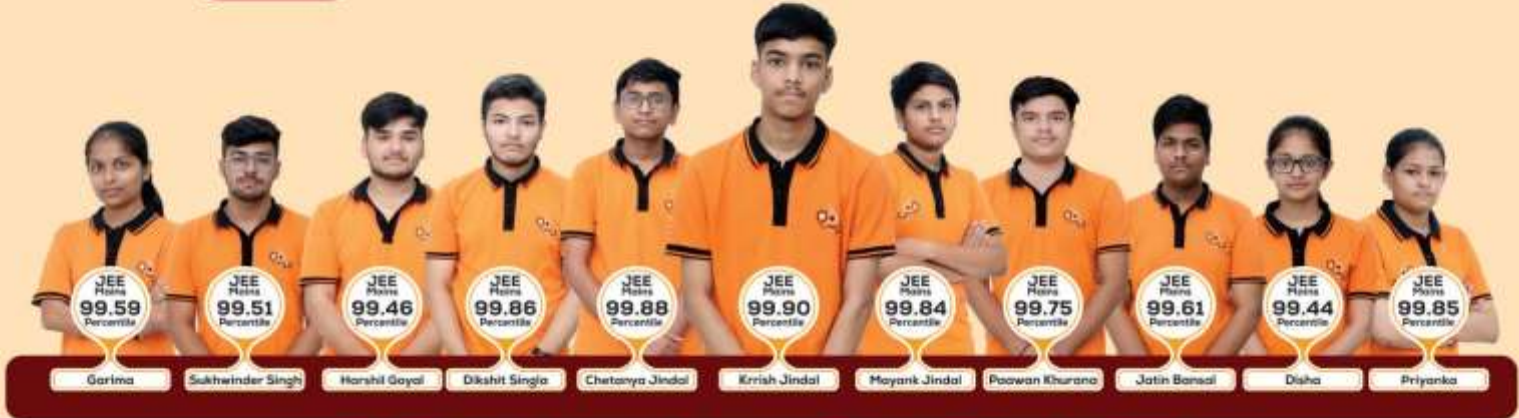 JEE
Mains
99.59
Percentile
Garima
JEE
Mains
99.51
Percentile
Sukhwinder Singh
JEE
Mains
99.46
Percentile
Harshil Goyal
JEE
Mains
99.86
Percentile
Dikshit Singla
JEE
Mains
99.88
Percentile
Chetanya Jindal
JEE
Mains
99.90
Percentile
Krrish Jindal
JEE
Mains
99.84
Percentile
Mayank Jindal
JEE
Mains
99.75
Percentile
Paawan Khurana
JEE
Mains
99.61
Percentile
Jatin Bansal
JEE
Mains
99.44
Percentile
Disha
JEE
Mains
99.85
Percentile
Priyanka